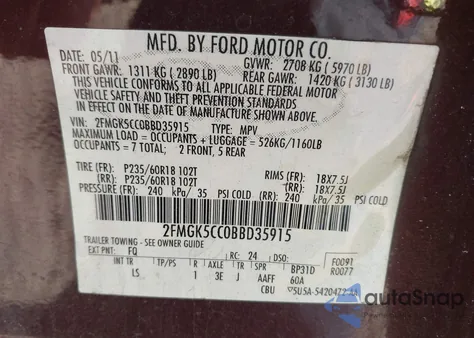 MFD. BY FORD MOTOR CO.
DATE: 05/11 GVWR: 2708 KG (5970 LB)
FRONT GAWR: 1311 KG (2890 LB) REAR GAWR: 1420 KG (3130 LB)
THIS VEHICLE CONFORMS TO ALL APPLICABLE FEDERAL MOTOR
VEHICLE SAFETY AND THEFT PREVENTION STANDARDS IN
EFFECT ON THE DATE OF MANUFACTURE SHOWN ABOVE.
VIN: 2FMGK5CC0BBD35915 TYPE: MPV
MAXIMUM LOAD = OCCUPANTS + LUGGAGE = 526KG/1160LB
OCCUPANTS = 7 TOTAL; 2 FRONT, 5 REAR
TIRE (FR): P235/60R18 102T RIMS (FR): 18X7.5J
(RR): P235/60R18 102T (RR): 18X7.5J
PRESSURE (FR): 240 kPa/ 35 PSI COLD (RR): 240 kPa/ 35 PSI COLD
2FMGK5CC0BBD35915
TRAILER TOWING - SEE OWNER GUIDE
EXT PNT: FQ RC: 24 DSO: F0091
INT TR TP/PS R AXLE TR SPR BP31D R0077
LS 1 3E J AAFF 60A
CBU
autoSnap